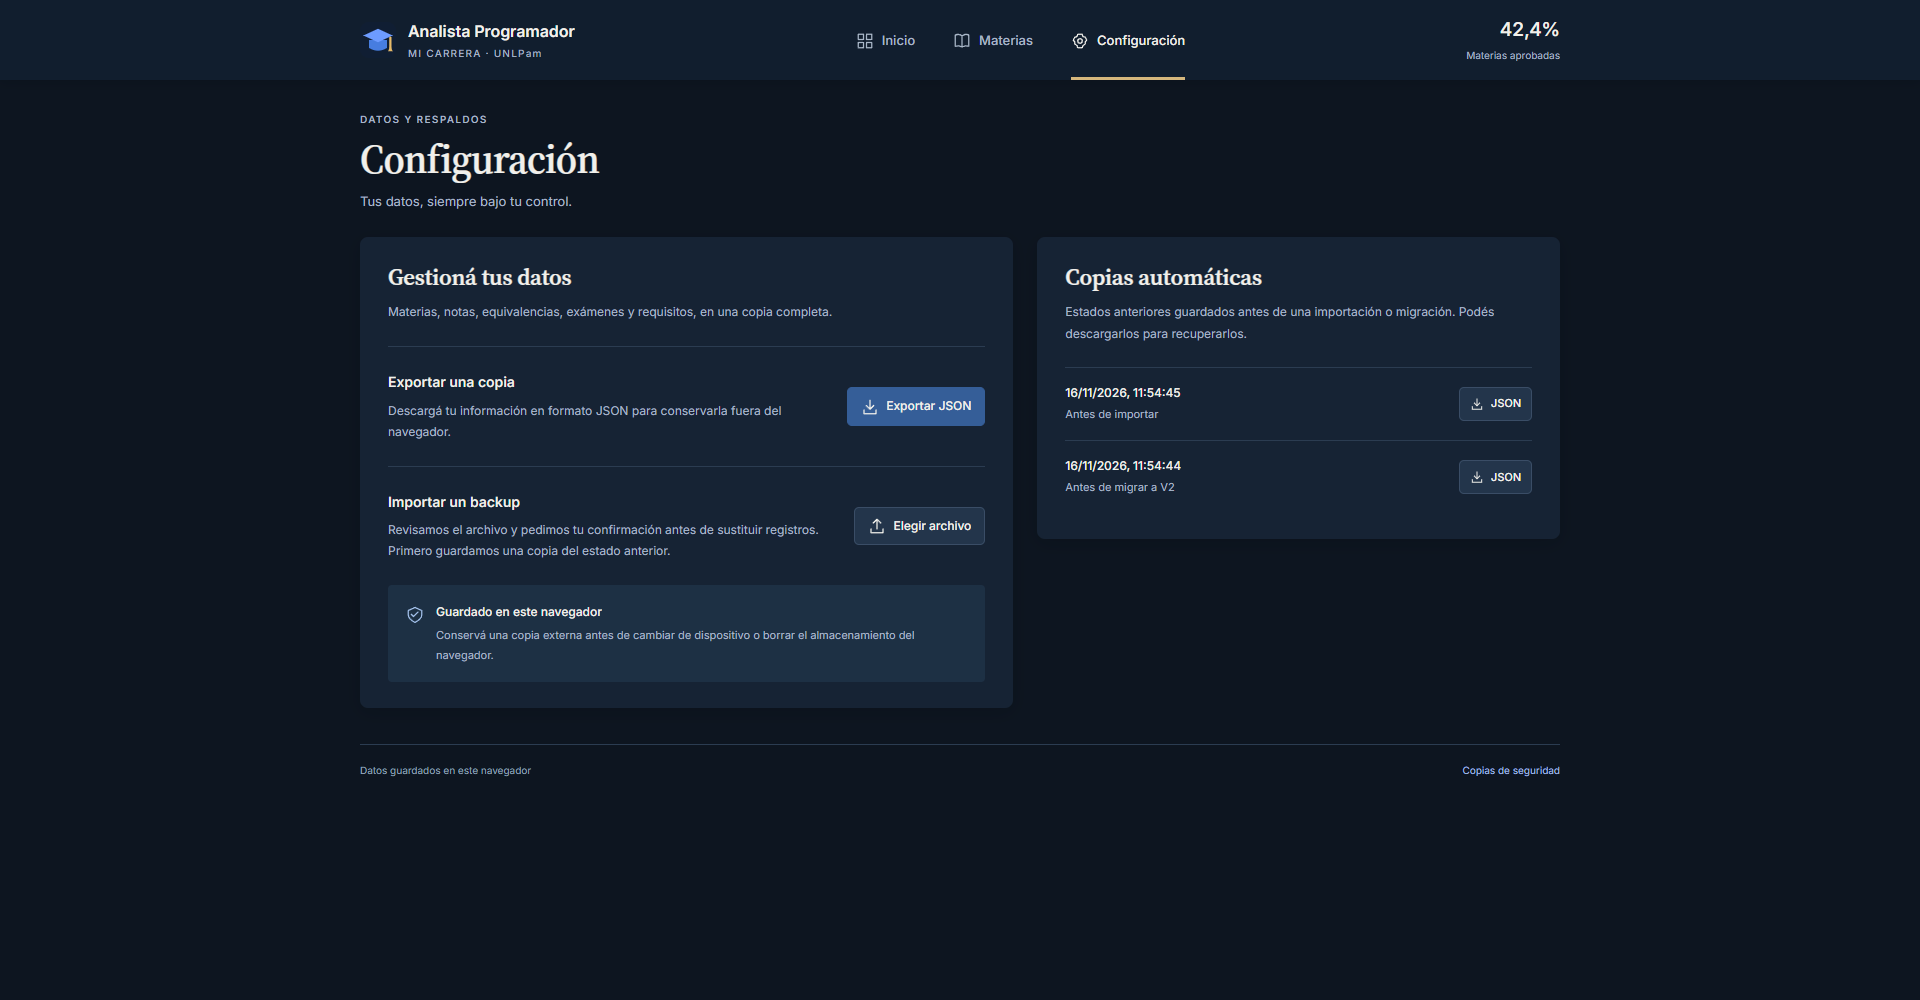 Analista Programador
MI CARRERA · UNLPam
Inicio
Materias
Configuración
42,4%
Materias aprobadas
DATOS Y RESPALDOS
Configuración
Tus datos, siempre bajo tu control.
Gestioná tus datos
Materias, notas, equivalencias, exámenes y requisitos, en una copia completa.
Exportar una copia
Descargá tu información en formato JSON para conservarla fuera del
navegador.
Exportar JSON
Importar un backup
Revisamos el archivo y pedimos tu confirmación antes de sustituir registros.
Primero guardamos una copia del estado anterior.
Elegir archivo
Guardado en este navegador
Conservá una copia externa antes de cambiar de dispositivo o borrar el almacenamiento del
navegador.
Copias automáticas
Estados anteriores guardados antes de una importación o migración. Podés
descargarlos para recuperarlos.
16/11/2026, 11:54:45
Antes de importar
JSON
16/11/2026, 11:54:44
Antes de migrar a V2
JSON
Datos guardados en este navegador
Copias de seguridad